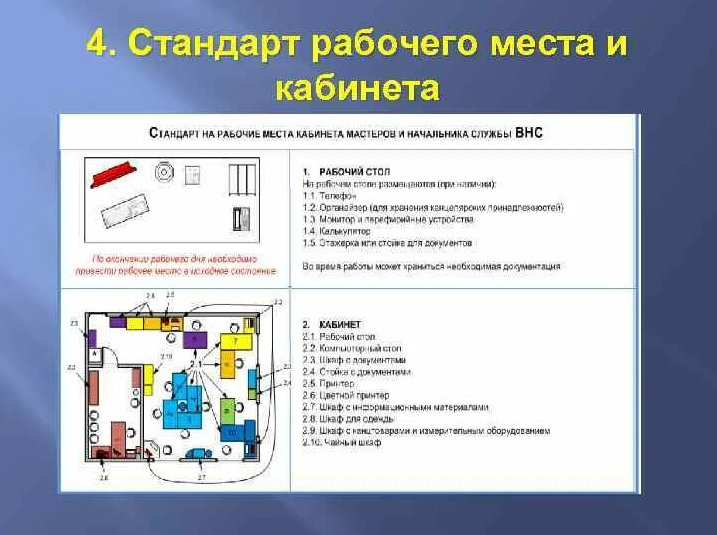 4. Стандарт рабочего места и
кабинета
СТАНДАРТ НА РАБОЧИЕ МЕСТА КАБИНЕТА МАСТЕРОВ И НАЧАЛЬНИКА СЛУЖБЫ ВНС
По окончании рабочего дня необходимо
привести рабочее место в исходное состояние
1. РАБОЧИЙ СТОЛ
На рабочем столе размещаются (при наличии):
1.1. Телефон
1.2. Органайзер (для хранения канцелярских принадлежностей)
1.3. Монитор и перефирийные устройства
1.4. Калькулятор
1.5. Этажерка или стойка для документов
Во время работы может храниться необходимая документация
2.8 2.5
2.2
2.5
2.10
2.1
7
2.3
2.3
2.4
2.6
2.7
2. КАБИНЕТ
2.1. Рабочий стол
2.2. Компьюторный стол
2.3. Шкаф с документами
2.4. Стойка с документами
2.5. Принтер
2.6. Цветной принтер
2.7. Шкаф с информационными материалами
2.8. Шкаф для одежды
2.9. Шкаф с канцтоварами и измерительным оборудованием
2.10. Чайный шкаф